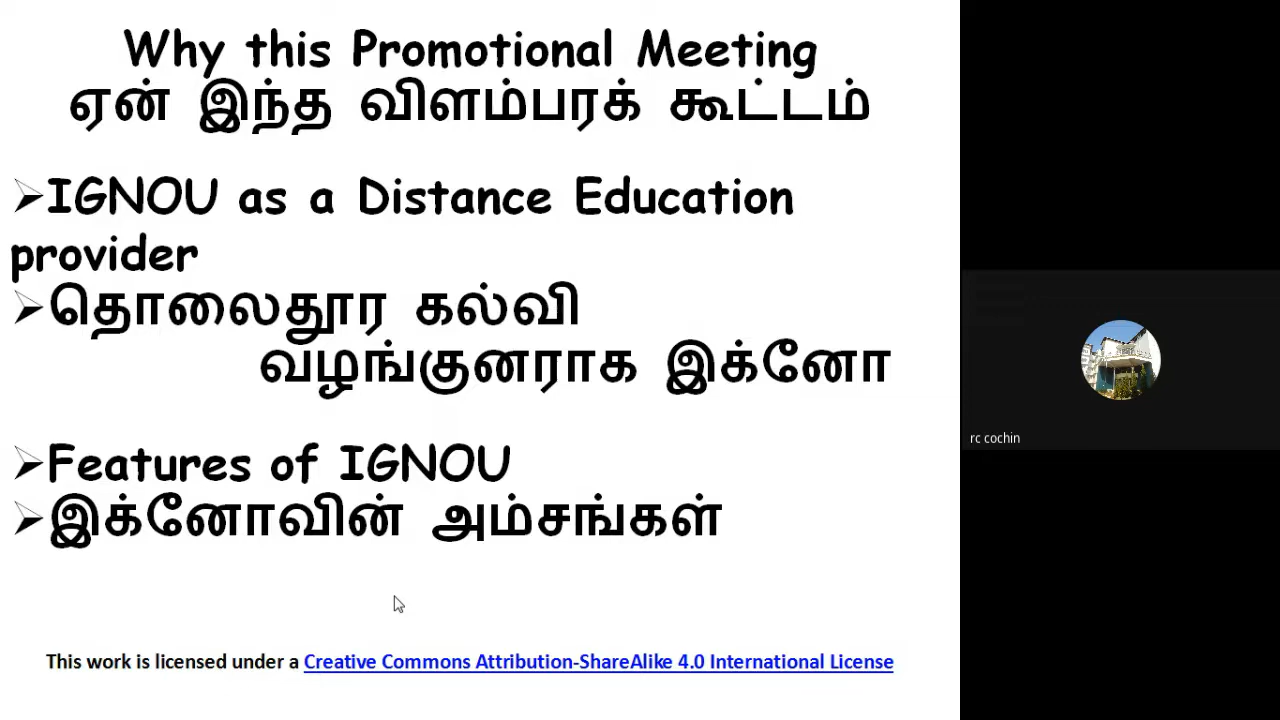 Why this Promotional Meeting
ஏன் இந்த விளம்பரக் கூட்டம்
➢IGNOU as a Distance Education
provider
➢தொலைதூர கல்வி
வழங்குனராக இக்னோ
➢Features of IGNOU
➢இக்னோவின் அம்சங்கள்
This work is licensed under a Creative Commons Attribution-ShareAlike 4.0 International License
rc cochin